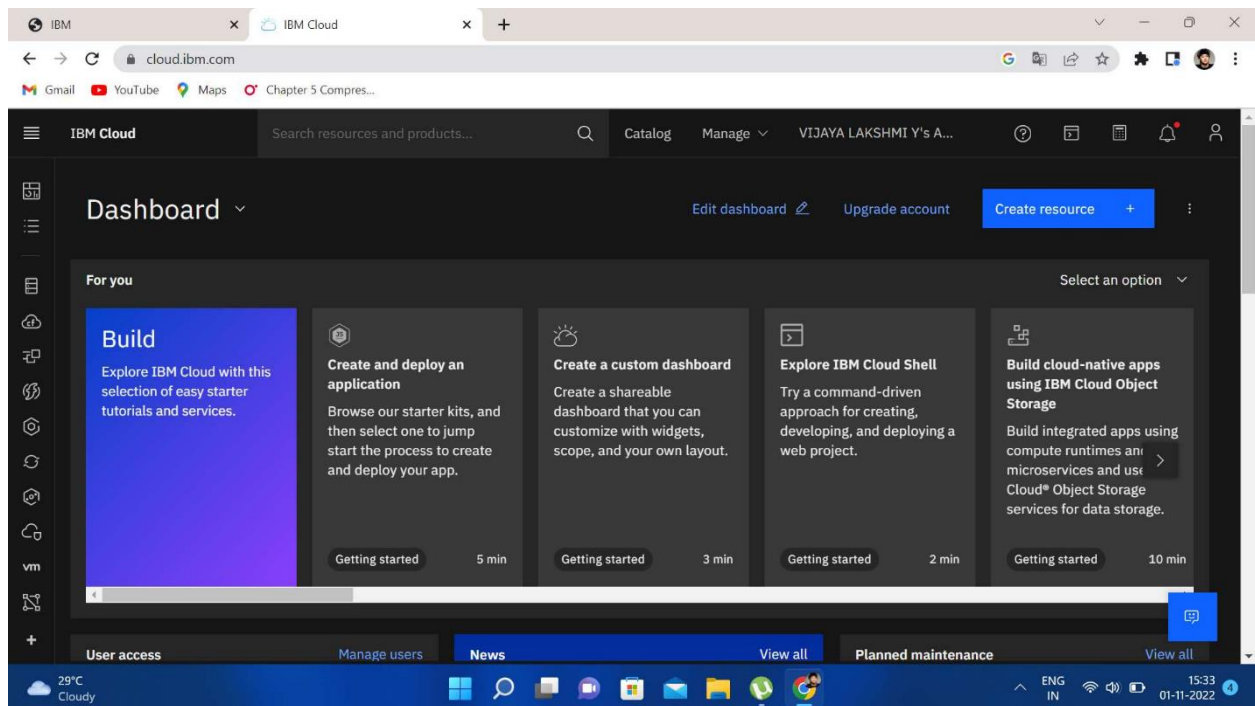 IBM
IBM Cloud
cloud.ibm.com
Gmail YouTube Maps Chapter 5 Compres...
IBM Cloud Search resources and products... Catalog Manage VIJAYA LAKSHMI Y's A...
Dashboard Edit dashboard Upgrade account Create resource +
For you Select an option
Build
Explore IBM Cloud with this
selection of easy starter
tutorials and services.
Create and deploy an
application
Browse our starter kits, and
then select one to jump
start the process to create
and deploy your app.
Getting started 5 min
Create a custom dashboard
Create a shareable
dashboard that you can
customize with widgets,
scope, and your own layout.
Getting started 3 min
Explore IBM Cloud Shell
Try a command-driven
approach for creating,
developing, and deploying a
web project.
Getting started 2 min
Build cloud-native apps
using IBM Cloud Object
Storage
Build integrated apps using
compute runtimes
microservices and
Cloud® Object Storage
services for data storage.
Getting started 10 min
vm
User access Manage users
News View all
Planned maintenance View all
29°C
Cloudy
ENG
IN
15:33
01-11-2022
4